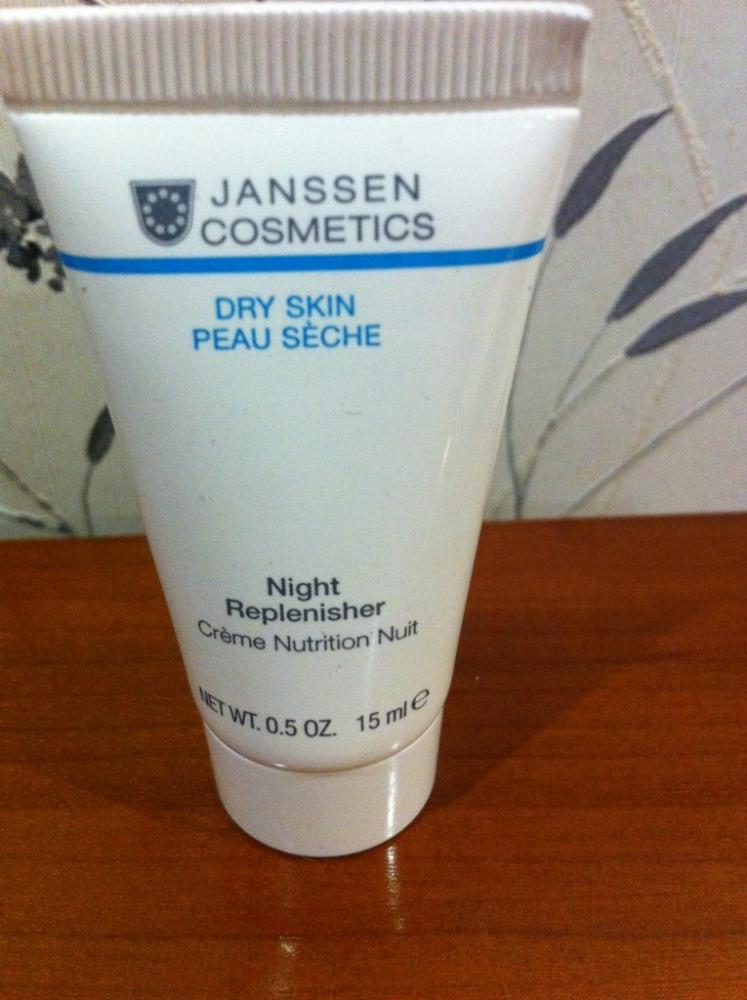 JANSSEN
COSMETICS
DRY SKIN
PEAU SÈCHE
Night
Replenisher
Crème Nutrition Nuit
NET WT. 0.5 OZ. 15 ml ℮